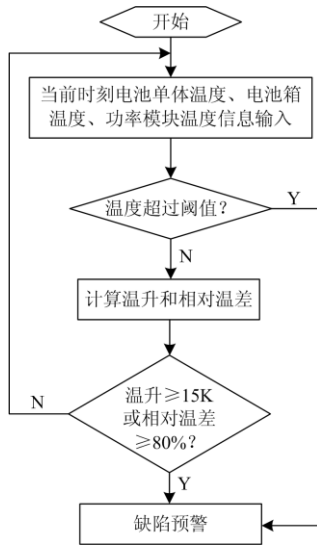 开始
当前时刻电池单体温度、电池箱
温度、功率模块温度信息输入
温度超过阈值？
Y
N
计算温升和相对温差
温升≥15K
N
或相对温差
≥80%？
Y
缺陷预警